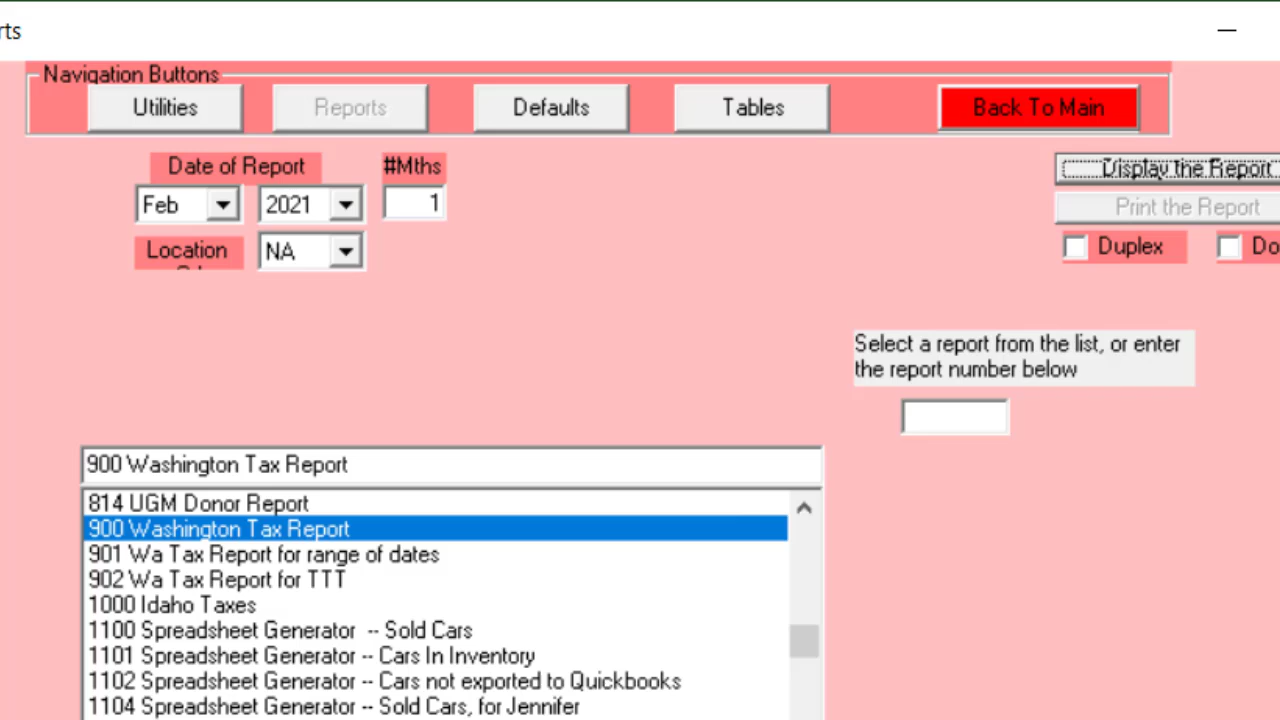 rts
Navigation Buttons
Utilities Reports Defaults Tables Back To Main
Date of Report #Mths
Feb 2021 1
Location NA
Display the Report
Print the Report
Duplex Do
Select a report from the list, or enter
the report number below
900 Washington Tax Report
814 UGM Donor Report
900 Washington Tax Report
901 Wa Tax Report for range of dates
902 Wa Tax Report for TTT
1000 Idaho Taxes
1100 Spreadsheet Generator -- Sold Cars
1101 Spreadsheet Generator -- Cars In Inventory
1102 Spreadsheet Generator -- Cars not exported to Quickbooks
1104 Spreadsheet Generator -- Sold Cars, for Jennifer